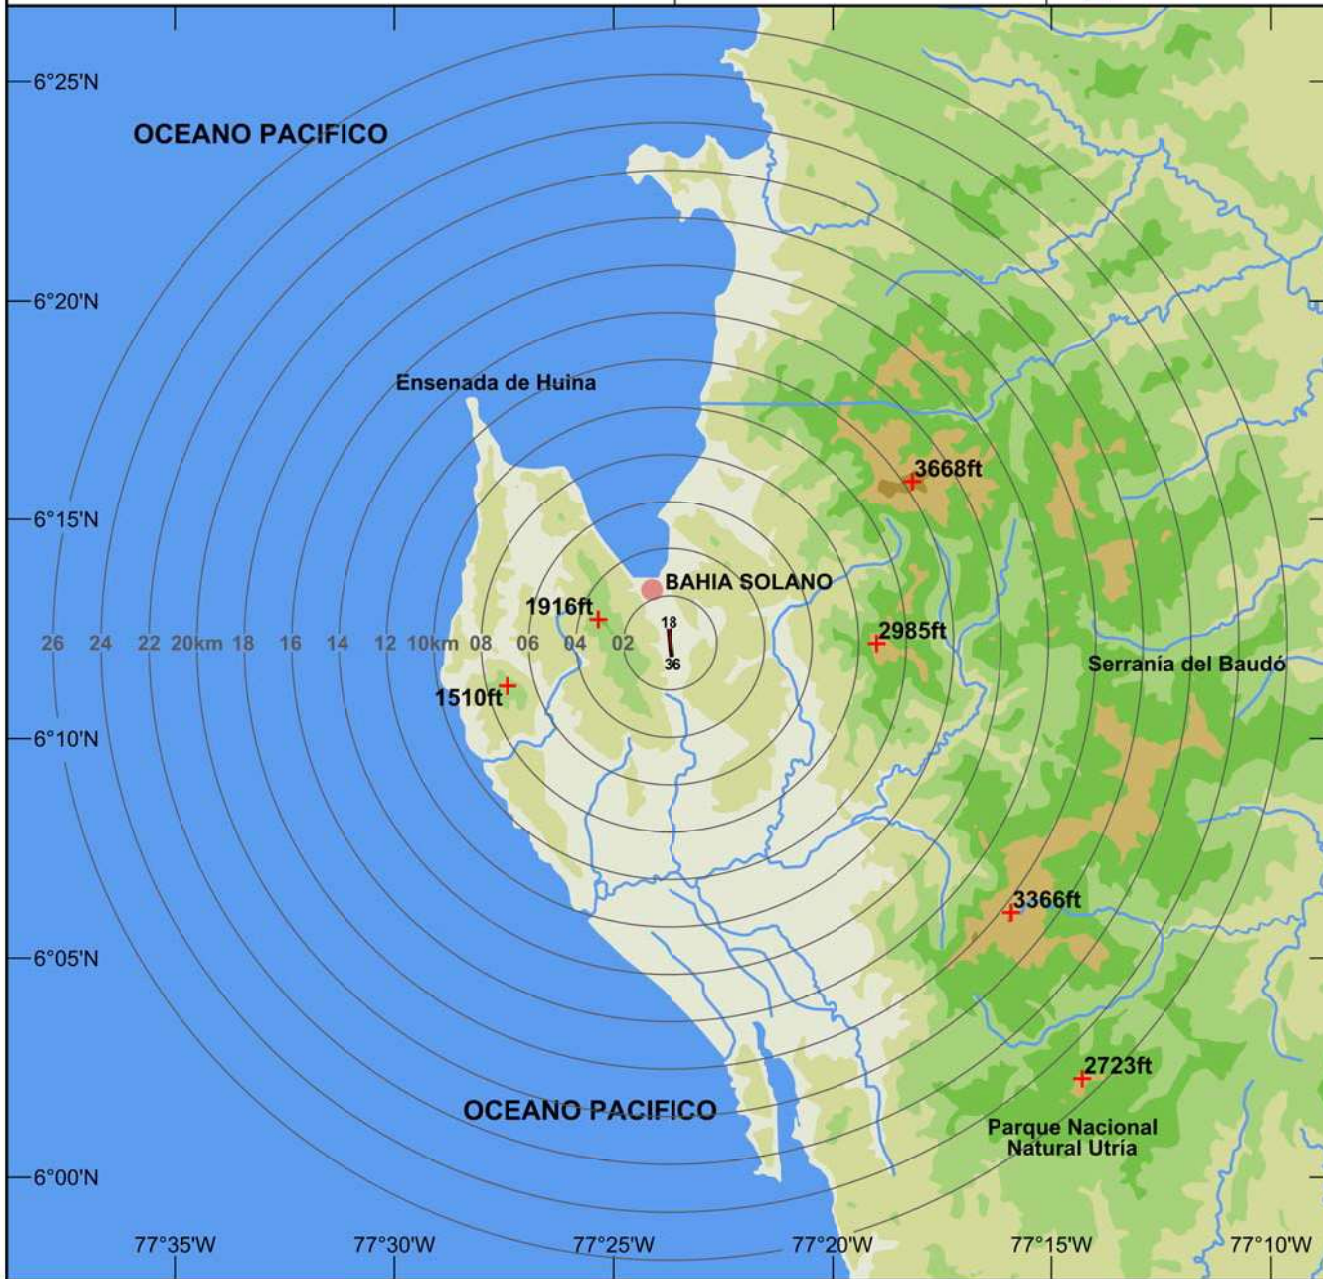 6°25'N
OCEANO PACIFICO
6°20'N
Ensenada de Huina
3668ft
6°15'N
BAHIA SOLANO
1916ft
18
2985ft
26 24 22 20km 18 16 14 12 10km 08 06 04 02
36
Serranía del Baudó
1510ft
6°10'N
3366ft
6°05'N
2723ft
OCEANO PACIFICO
Parque Nacional
Natural Utría
6°00'N
77°35'W 77°30'W 77°25'W 77°20'W 77°15'W 77°10'W